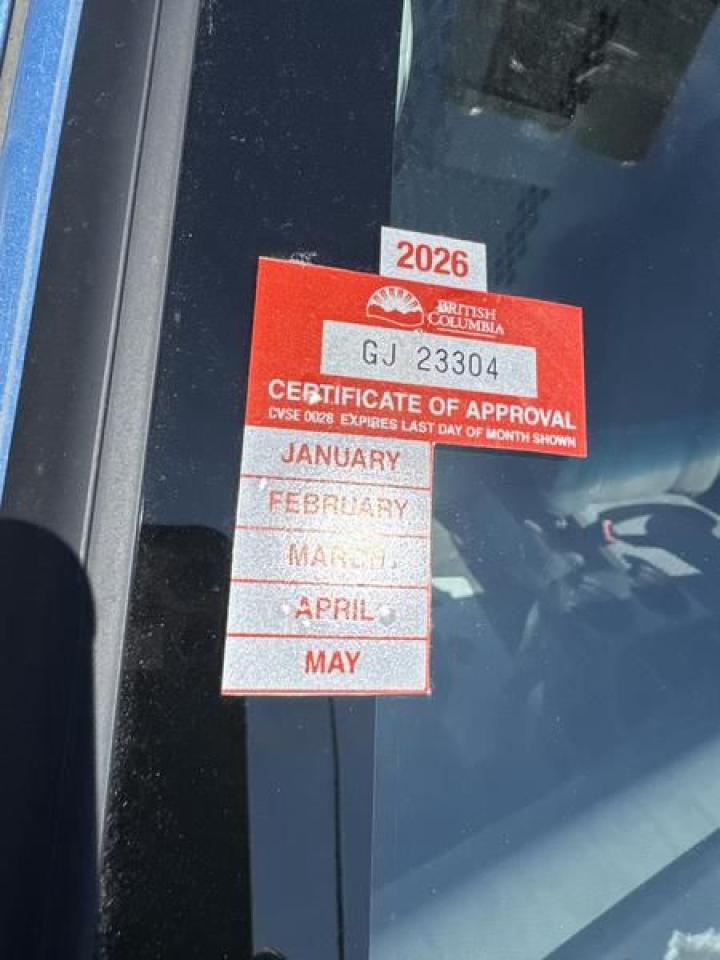 2026
BRITISH
COLUMBIA
GJ 23304
CERTIFICATE OF APPROVAL
CVSE 0028 EXPIRES LAST DAY OF MONTH SHOWN
JANUARY
FEBRUARY
MARCH
APRIL
MAY